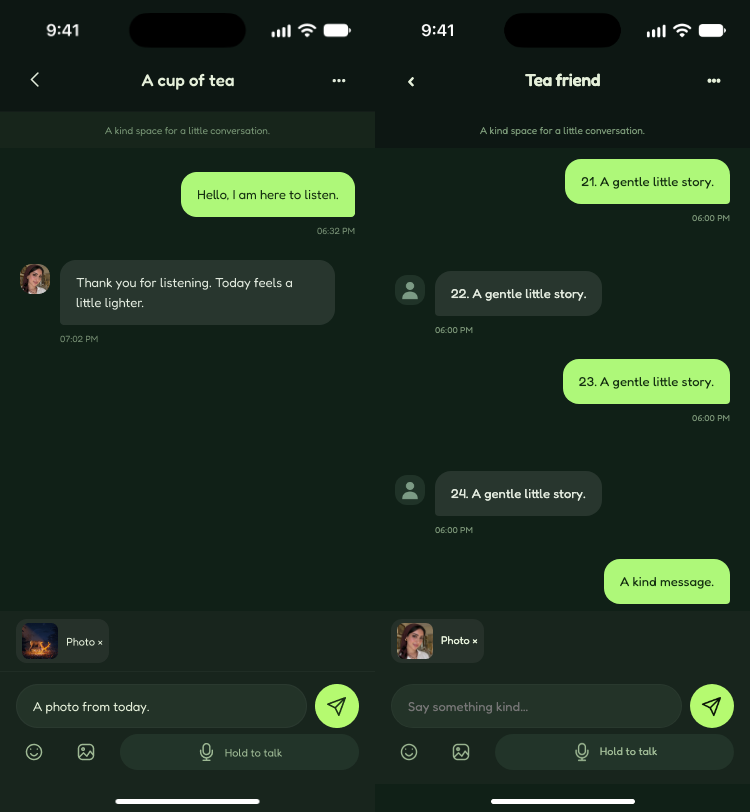 9:41
A cup of tea
A kind space for a little conversation.
Hello, I am here to listen.
06:32 PM
Thank you for listening. Today feels a
little lighter.
07:02 PM
Photo ×
A photo from today.
Hold to talk
9:41
Tea friend
A kind space for a little conversation.
21. A gentle little story.
06:00 PM
22. A gentle little story.
06:00 PM
23. A gentle little story.
06:00 PM
24. A gentle little story.
06:00 PM
A kind message.
Photo ×
Say something kind...
Hold to talk